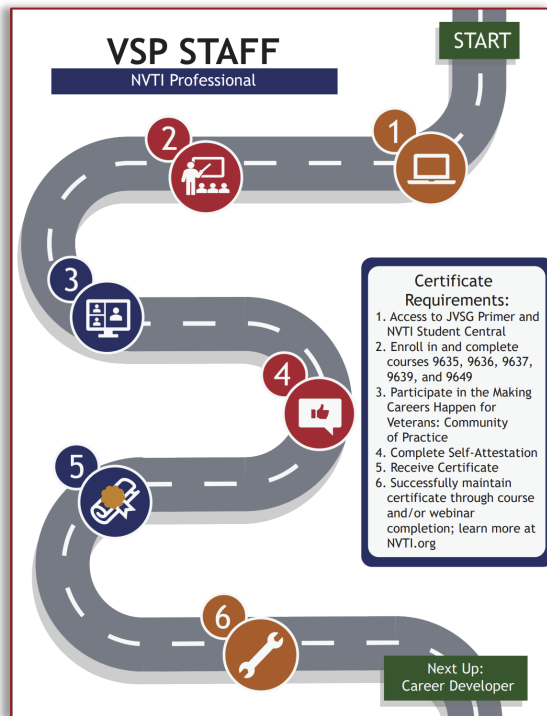 VSP STAFF
NVTI Professional
START
1
2
3
4
5
6
Certificate
Requirements:
1. Access to JVSG Primer and
NVTI Student Central
2. Enroll in and complete
courses 9635, 9636, 9637,
9639, and 9649
3. Participate in the Making
Careers Happen for
Veterans: Community
of Practice
4. Complete Self-Attestation
5. Receive Certificate
6. Successfully maintain
certificate through course
and/or webinar
completion; learn more at
NVTI.org
Next Up:
Career Developer